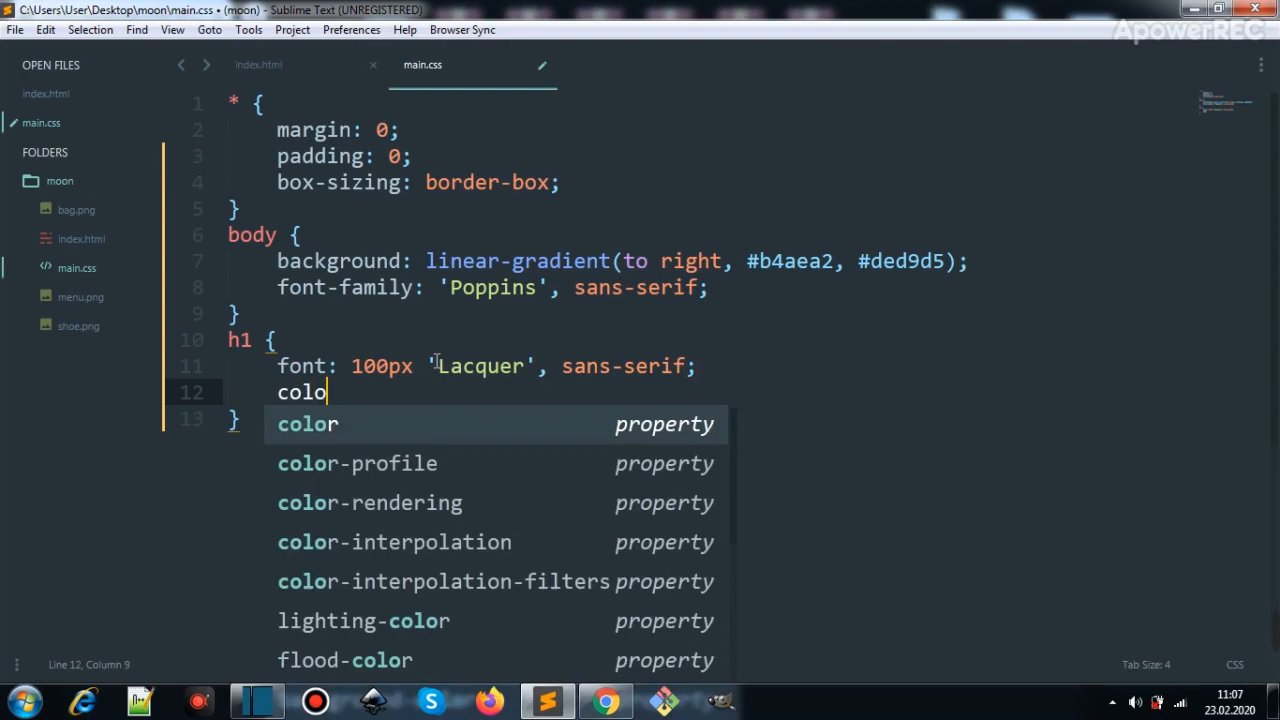 C:\Users\User\Desktop\moon\main.css • (moon) - Sublime Text (UNREGISTERED)
File Edit Selection Find View Goto Tools Project Preferences Help Browser Sync
ApowerREC
OPEN FILES
index.html
main.css
FOLDERS
moon
bag.png
index.html
main.css
menu.png
shoe.png
index.html
main.css
1 * {
2 margin: 0;
3 padding: 0;
4 box-sizing: border-box;
5 }
6 body {
7 background: linear-gradient(to right, #b4aea2, #ded9d5);
8 font-family: 'Poppins', sans-serif;
9 }
10 h1 {
11 font: 100px 'Lacquer', sans-serif;
12 colo
13 }
color property
color-profile property
color-rendering property
color-interpolation property
color-interpolation-filters property
lighting-color property
flood-color property
Line 12, Column 9
Tab Size: 4
CSS
11:07
23.02.2020